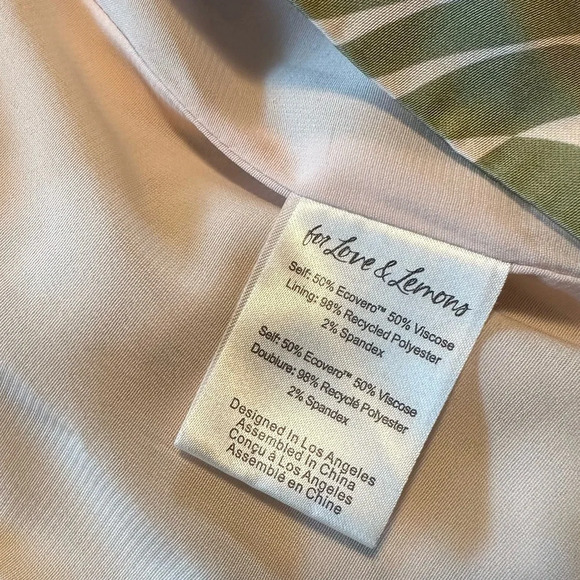 for Love & Lemons
Self: 50% Ecovero™ 50% Viscose
Lining: 98% Recycled Polyester
2% Spandex
Self: 50% Ecovero™ 50% Viscose
Doublure: 98% Recyclé Polyester
2% Spandex
Designed In Los Angeles
Assembled In China
Conçu à Los Angeles
Assemblé en Chine